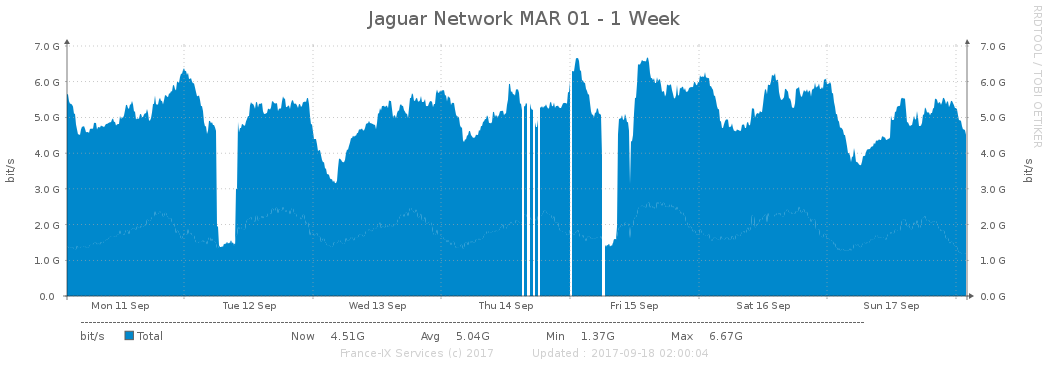 Jaguar Network MAR 01 - 1 Week
RRDTOOL / TOBI OETIKER
7.0 G 7.0 G
6.0 G 6.0 G
5.0 G 5.0 G
4.0 G 4.0 G
3.0 G 3.0 G
2.0 G 2.0 G
1.0 G 1.0 G
0.0 0.0 G
bit/s
bit/s
Mon 11 Sep Tue 12 Sep Wed 13 Sep Thu 14 Sep Fri 15 Sep Sat 16 Sep Sun 17 Sep
bit/s Total Now 4.51G Avg 5.04G Min 1.37G Max 6.67G
France-IX Services (c) 2017 Updated : 2017-09-18 02:00:04